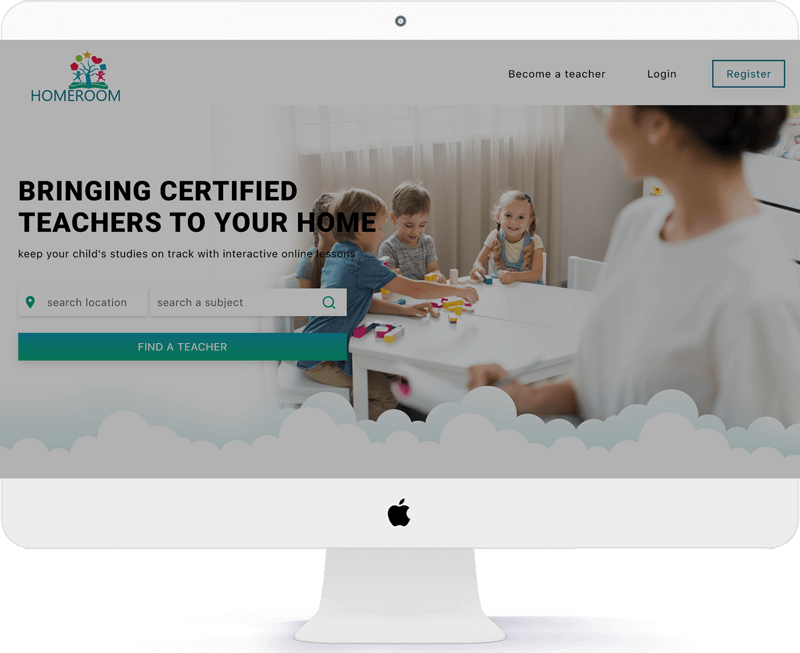 HOMEROOM
Become a teacher
Login
Register
BRINGING CERTIFIED
TEACHERS TO YOUR HOME
keep your child's studies on track with interactive online lessons
search location
search a subject
FIND A TEACHER